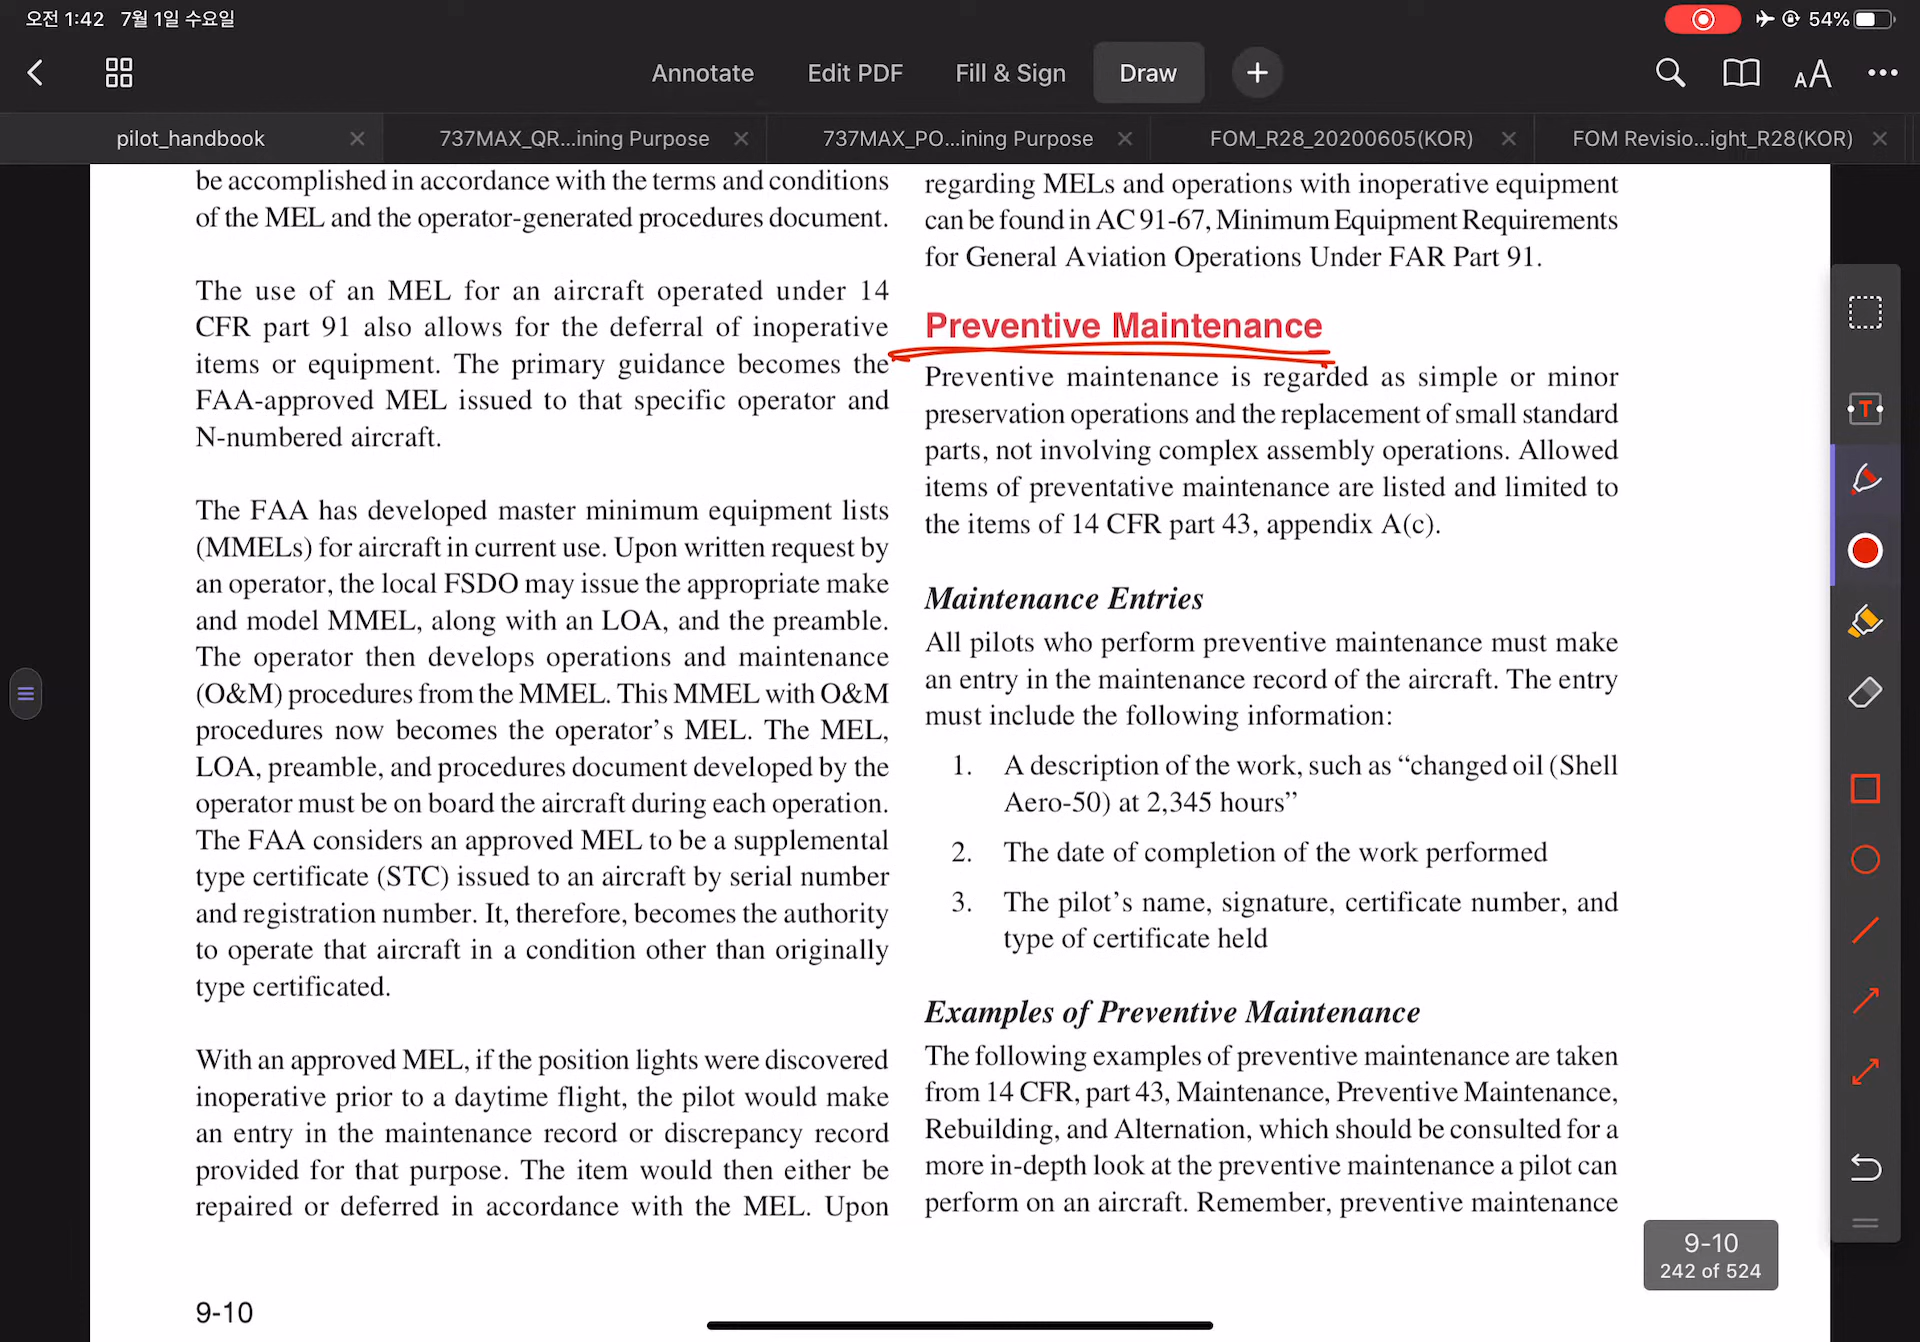 오전 1:42 7월 1일 수요일
54%
Annotate Edit PDF Fill & Sign Draw
AA
pilot_handbook 737MAX_QR...ining Purpose 737MAX_PO...ining Purpose FOM_R28_20200605(KOR) FOM Revisio...ight_R28(KOR)
be accomplished in accordance with the terms and conditions
of the MEL and the operator-generated procedures document.
The use of an MEL for an aircraft operated under 14
CFR part 91 also allows for the deferral of inoperative
items or equipment. The primary guidance becomes the
FAA-approved MEL issued to that specific operator and
N-numbered aircraft.
The FAA has developed master minimum equipment lists
(MMELs) for aircraft in current use. Upon written request by
an operator, the local FSDO may issue the appropriate make
and model MMEL, along with an LOA, and the preamble.
The operator then develops operations and maintenance
(O&M) procedures from the MMEL. This MMEL with O&M
procedures now becomes the operator's MEL. The MEL,
LOA, preamble, and procedures document developed by the
operator must be on board the aircraft during each operation.
The FAA considers an approved MEL to be a supplemental
type certificate (STC) issued to an aircraft by serial number
and registration number. It, therefore, becomes the authority
to operate that aircraft in a condition other than originally
type certificated.
With an approved MEL, if the position lights were discovered
inoperative prior to a daytime flight, the pilot would make
an entry in the maintenance record or discrepancy record
provided for that purpose. The item would then either be
repaired or deferred in accordance with the MEL. Upon
regarding MELs and operations with inoperative equipment
can be found in AC 91-67, Minimum Equipment Requirements
for General Aviation Operations Under FAR Part 91.
Preventive Maintenance
Preventive maintenance is regarded as simple or minor
preservation operations and the replacement of small standard
parts, not involving complex assembly operations. Allowed
items of preventative maintenance are listed and limited to
the items of 14 CFR part 43, appendix A(c).
Maintenance Entries
All pilots who perform preventive maintenance must make
an entry in the maintenance record of the aircraft. The entry
must include the following information:
1. A description of the work, such as “changed oil (Shell
Aero-50) at 2,345 hours”
2. The date of completion of the work performed
3. The pilot's name, signature, certificate number, and
type of certificate held
Examples of Preventive Maintenance
The following examples of preventive maintenance are taken
from 14 CFR, part 43, Maintenance, Preventive Maintenance,
Rebuilding, and Alternation, which should be consulted for a
more in-depth look at the preventive maintenance a pilot can
perform on an aircraft. Remember, preventive maintenance
T
9-10
242 of 524
9-10